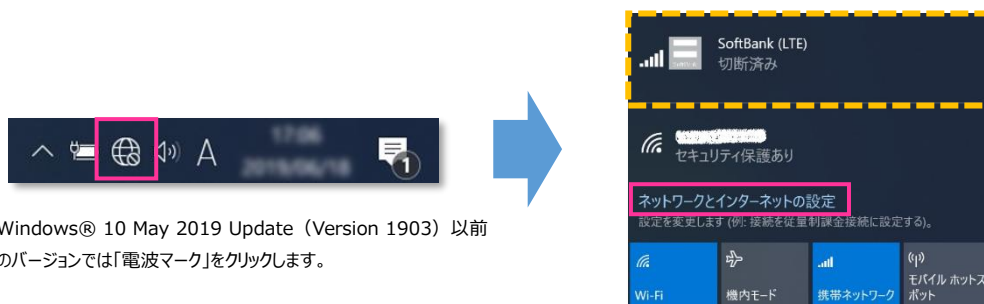 A
17:06
2019/06/18
1
Windows® 10 May 2019 Update（Version 1903）以前
のバージョンでは「電波マーク」をクリックします。
SoftBank (LTE)
切断済み
セキュリティ保護あり
ネットワークとインターネットの設定
設定を変更します (例: 接続を従量制課金接続に設定する)。
Wi-Fi
機内モード
携帯ネットワーク
モバイル ホットス
ポット